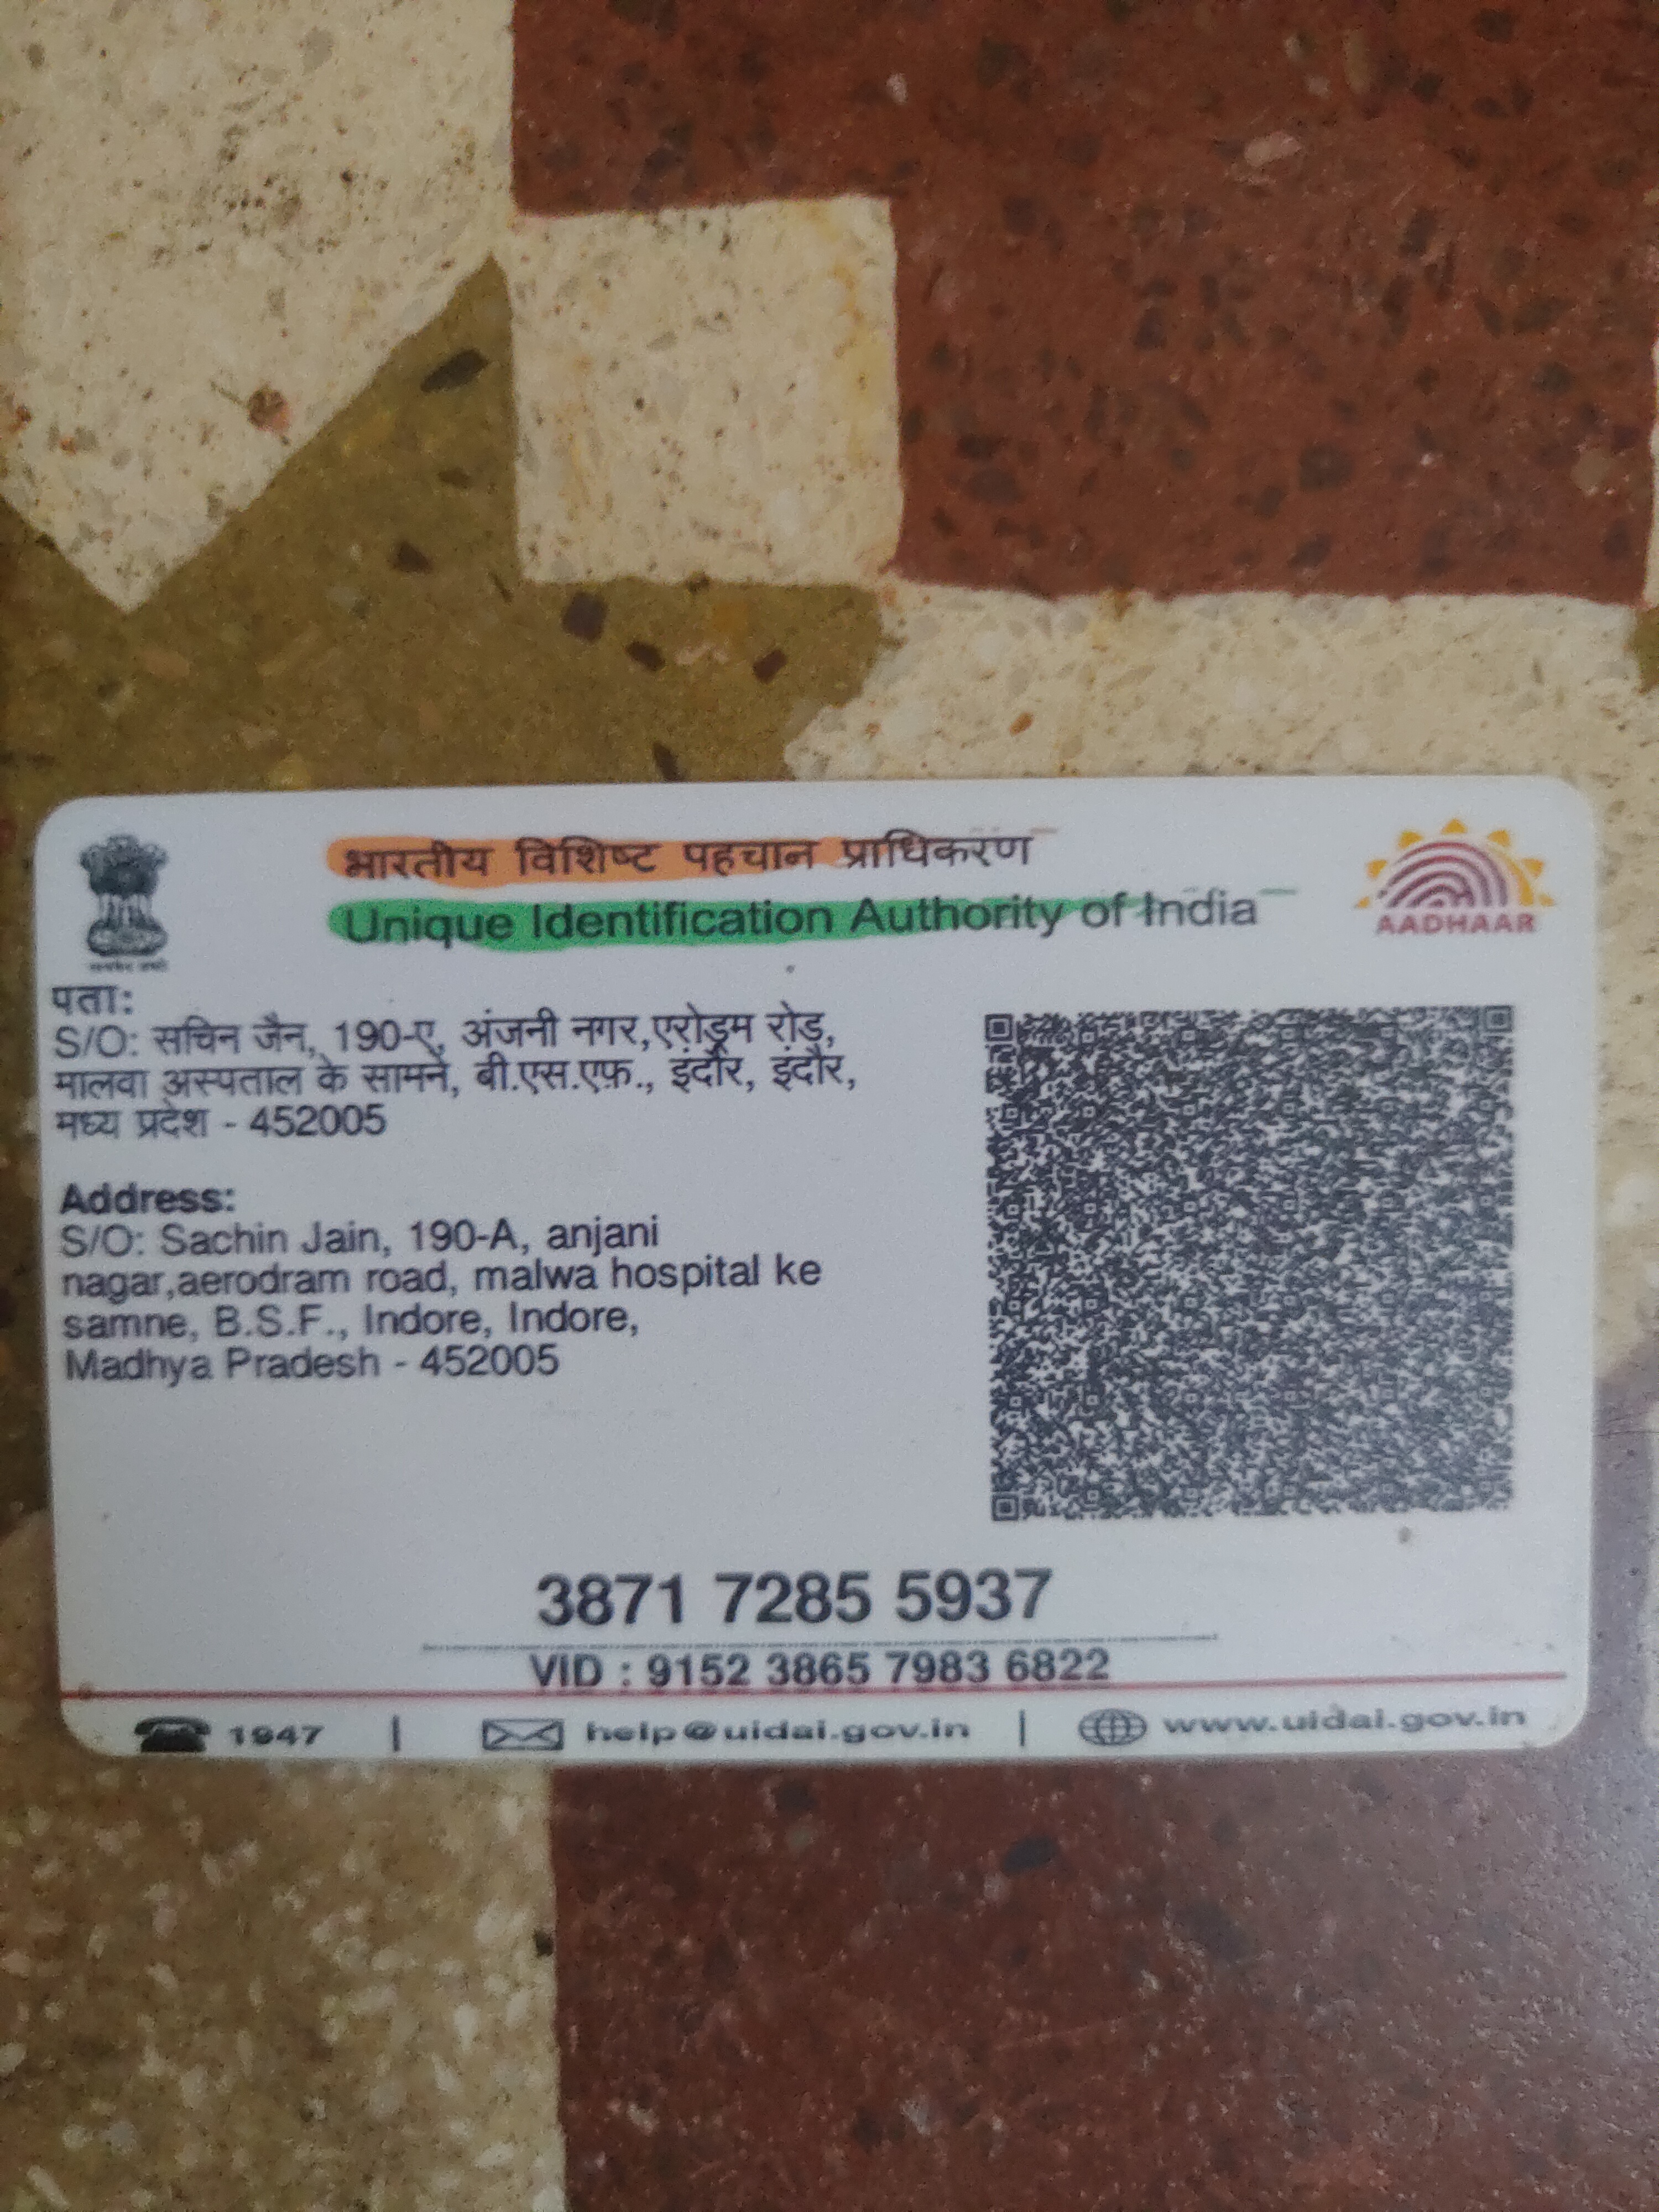 भारतीय विशिष्ट पहचान प्राधिकरण
Unique Identification Authority of India
AADHAAR
पता:
S/O: सचिन जैन, 190-ए, अंजनी नगर,एरोड्रम रोड,
मालवा अस्पताल के सामने, बी.एस.एफ़., इंदौर, इंदौर,
मध्य प्रदेश - 452005
Address:
S/O: Sachin Jain, 190-A, anjani
nagar,aerodram road, malwa hospital ke
samne, B.S.F., Indore, Indore,
Madhya Pradesh - 452005
3871 7285 5937
VID : 9152 3865 7983 6822
1947 | help@uidai.gov.in | www.uidai.gov.in